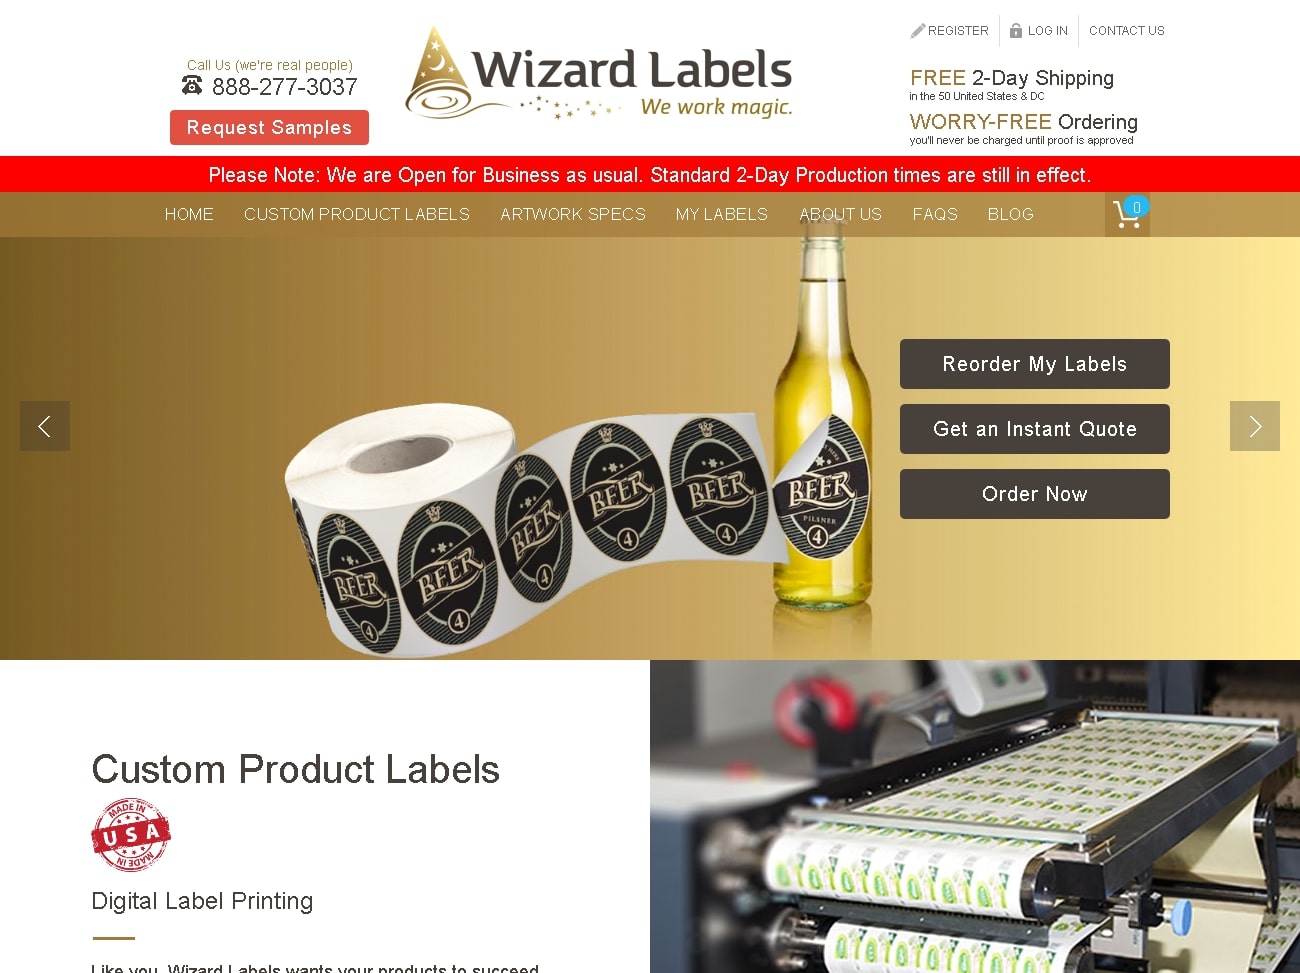 REGISTER
LOG IN
CONTACT US
Call Us (we're real people)
888-277-3037
Request Samples
Wizard Labels
We work magic.
FREE 2-Day Shipping
in the 50 United States & DC
WORRY-FREE Ordering
you'll never be charged until proof is approved
Please Note: We are Open for Business as usual. Standard 2-Day Production times are still in effect.
HOME
CUSTOM PRODUCT LABELS
ARTWORK SPECS
MY LABELS
ABOUT US
FAQS
BLOG
0
Reorder My Labels
Get an Instant Quote
Order Now
BEER
4
BEER
4
BEER
4
BEER
4
BEER
4
BEER
PILSNER
4
Custom Product Labels
MADE IN
USA
MADE IN
Digital Label Printing
Like you, Wizard Labels wants your products to succeed